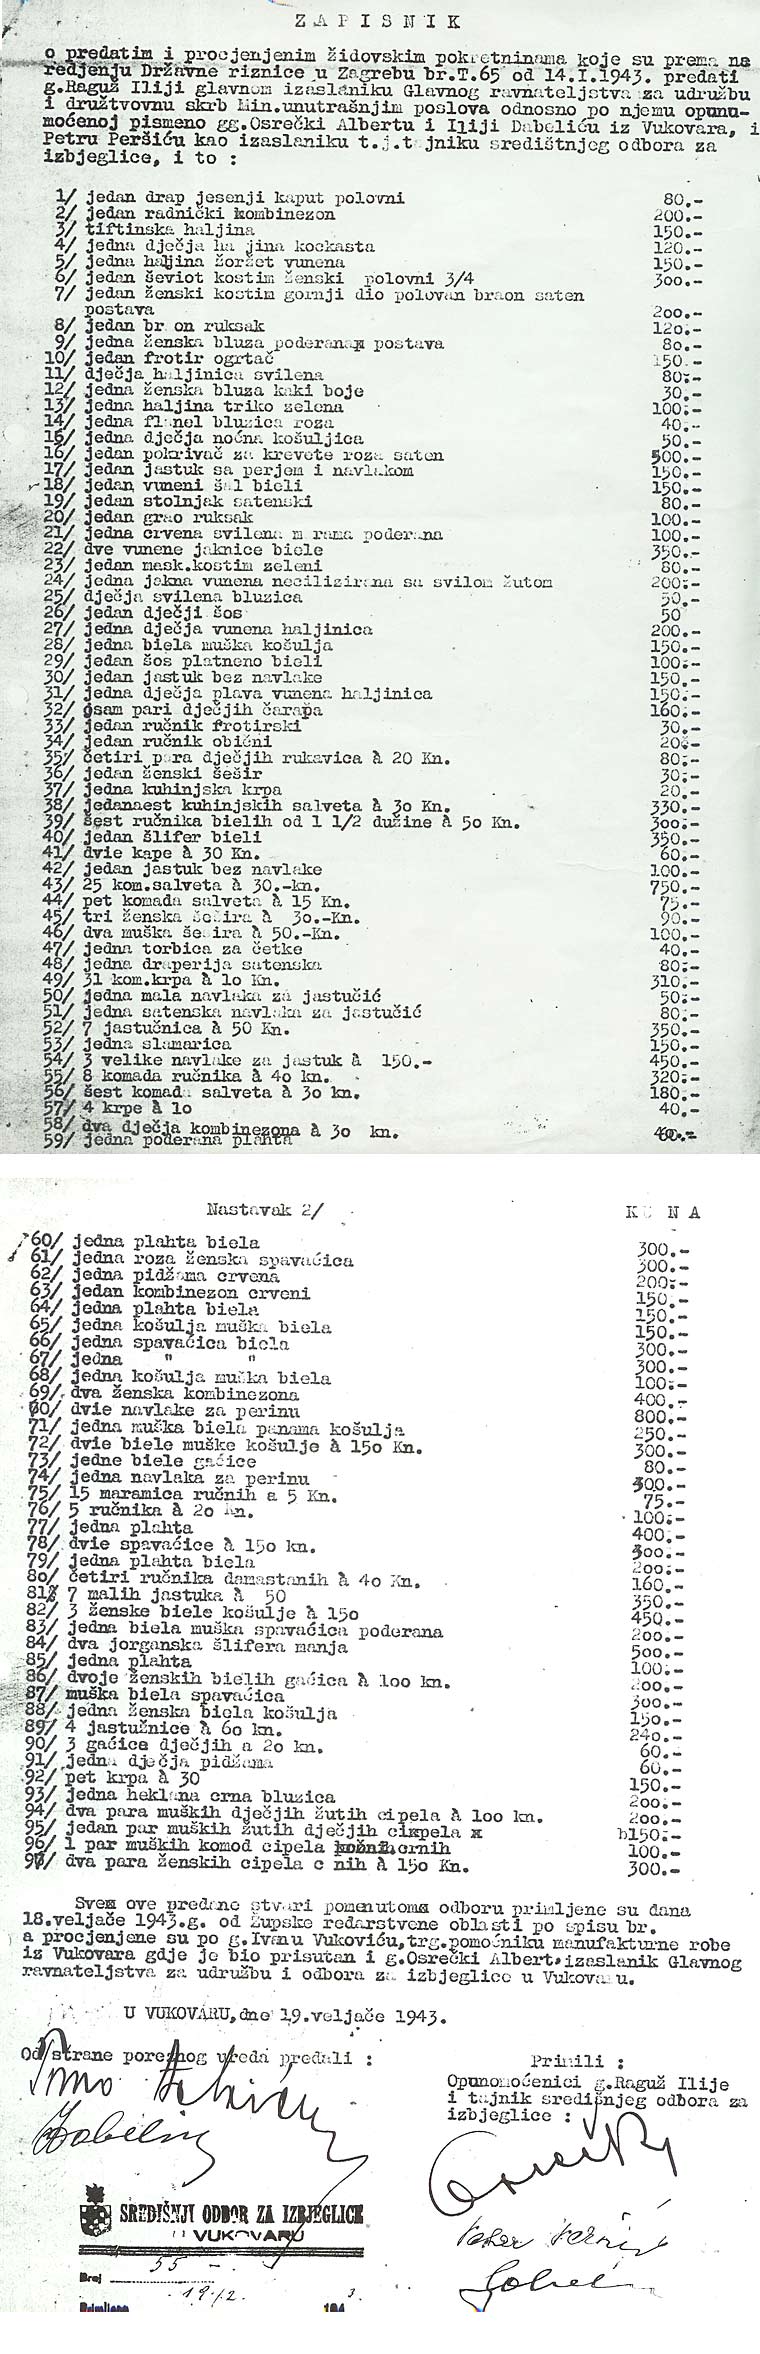 ZAPISNIK
o predatim i procjenjenim židovskim pokretninama koje su prema na
redjenju Državne riznice u Zagrebu br.T.65 od 14.I.1943. predati
g.Raguz Iliji glavnom izaslaniku Glavnog ravnateljstva za udružbu
i društvovnu skrb Min.unutrašnjim poslova odnosno po njemu opunu-
moćenoj pismeno gg.Osrečki Albertu i Iliji Dabeliću iz Vukovara, i
Petru Peršiću kao izaslaniku t.j.tajniku središtnjeg odbora za
izbjeglice, i to :
1/ jedan drap jesenji kaput polovni 80.-
2/ jedan radnički kombinezon 200.-
3/ tiftinska haljina 150.-
4/ jedna dječja ha jina kockasta 120.-
5/ jedna haljina žoržet vunena 150.-
6/ jedan ševiot kostim ženski polovni 3/4 300.-
7/ jedan ženski kostim gornji dio polovan braon saten
postava 200.-
8/ jedan br on ruksak 120.-
9/ jedna ženska bluza poderana postava 80.-
10/ jedan frotir ogrtač 150.-
11/ dječja haljinica svilena 80.-
12/ jedna ženska bluza kaki boje 30.-
13/ jedna haljina triko zelena 100.-
14/ jedna flanel bluzica roza 40.-
15/ jedna dječja noćna košuljica 50.-
16/ jedan pokrivač za krevete roza saten 500.-
17/ jedan jastuk sa perjem i navlakom 150.-
18/ jedan vuneni šal bieli 150.-
19/ jedan stolnjak satenski 80.-
20/ jedan grao ruksak 100.-
21/ jedna crvena svilena marama poderana 100.-
22/ dve vunene jaknice biele 350.-
23/ jedan mask.kostim zeleni 80.-
24/ jedna jakna vunena necilizirana sa svilom žutom 200.-
25/ dječja svilena bluzica 50.-
26/ jedan dječji šos 50
27/ jedna dječja vunena haljinica 200.-
28/ jedna biela muška košulja 150.-
29/ jedan šos platneno bieli 100.-
30/ jedan jastuk bez navlake 150.-
31/ jedna dječja plava vunena haljinica 150.-
32/ osam pari dječjih čarapa 160.-
33/ jedan ručnik frotirski 30.-
34/ jedan ručnik obićni 20.-
35/ četiri para dječjih rukavica à 20 Kn. 80.-
36/ jedan ženski šešir 30.-
37/ jedna kuhinjska krpa 20.-
38/ jedanaest kuhinjskih salveta à 30 Kn. 330.-
39/ šest ručnika bielih od 1 1/2 dužine à 50 Kn. 300.-
40/ jedan šlifer bieli 350.-
41/ dvie kape à 30 Kn. 60.-
42/ jedan jastuk bez navlake 100.-
43/ 25 kom.salveta à 30.-kn. 750.-
44/ pet komada salveta à 15 Kn. 75.-
45/ tri ženska šešira à 30.-Kn. 90.-
46/ dva muška šešira à 50.-Kn. 100.-
47/ jedna torbica za četke 40.-
48/ jedna draperija satenska 80.-
49/ 31 kom.krpa à 10 Kn. 310.-
50/ jedna mala navlaka za jastučić 50.-
51/ jedna satenska navlaka za jastučić 80.-
52/ 7 jastučnica à 50 Kn. 350.-
53/ jedna slamarica 150.-
54/ 3 velike navlake za jastuk à 150.- 450.-
55/ 8 komada ručnika à 40 kn. 320.-
56/ šest komada salveta à 30 kn. 180.-
57/ 4 krpe à 10 40.-
58/ dva dječja kombinezona à 30 kn. 60.-
59/ jedna poderana plahta
Nastavak 2/ KUNA
60/ jedna plahta biela 300.-
61/ jedna roza ženska spavaćica 300.-
62/ jedna pidžama crvena 200.-
63/ jedan kombinezon crveni 150.-
64/ jedna plahta biela 150.-
65/ jedna košulja muška biela 150.-
66/ jedna spavaćica biela 300.-
67/ jedna " " 300.-
68/ jedna košulja muška biela 100.-
69/ dva ženska kombinezona 400.-
70/ dvie navlake za perinu 800.-
71/ jedna muška biela panama košulja 250.-
72/ dvie biele muške košulje à 150 Kn. 300.-
73/ jedne biele gaćice 80.-
74/ jedna navlaka za perinu 300.-
75/ 15 maramica ručnih a 5 Kn. 75.-
76/ 5 ručnika à 20 Kn. 100.-
77/ jedna plahta 400.-
78/ dvie spavaćice à 150 kn. 300.-
79/ jedna plahta biela 200.-
80/ četiri ručnika damastanih à 40 Kn. 160.-
81/ 7 malih jastuka à 50 350.-
82/ 3 ženske biele košulje à 150 450.-
83/ jedna biela muška spavaćica poderana 200.-
84/ dva jorganska šlifera manja 500.-
85/ jedna plahta 100.-
86/ dvoje ženskih bielih gaćica à 100 kn. 200.-
87/ muška biela spavaćica 300.-
88/ jedna ženska biela košulja 150.-
89/ 4 jastužnice à 60 kn. 240.-
90/ 3 gaćice dječjih a 20 kn. 60.-
91/ jedna dječja pidžama 60.-
92/ pet krpa à 30 150.-
93/ jedna heklana crna bluzica 200.-
94/ dva para muških dječjih žutih cipela à 100 kn. 200.-
95/ jedan par muških žutih dječjih cixpela x b150.-
96/ 1 par muških komod cipela crnih 100.-
97/ dva para ženskih cipela c nih à 150 Kn. 300.-
Svem ove predane stvari pomenutome odboru primljene su dana
18.veljače 1943.g. od Župske redarstvene oblasti po spisu br.
a procjenjene su po g.Ivanu Vukoviću,trg.pomoćniku manufakturne robe
iz Vukovara gdje je bio prisutan i g.Osrečki Albert,izaslanik Glavnog
ravnateljstva za udružbu i odbora za izbjeglice u Vukovaru.
U VUKOVARU,dne 19.veljače 1943.
Od strane poreznog ureda predali :
Primili :
Opunomoćenici g.Raguž Ilije
i tajnik središnjeg odbora za
izbjeglice :
SREDIŠNJI ODBOR ZA IZBJEGLICE
U VUKOVARU
Broj 55
Primljeno 19/2. 194 3.